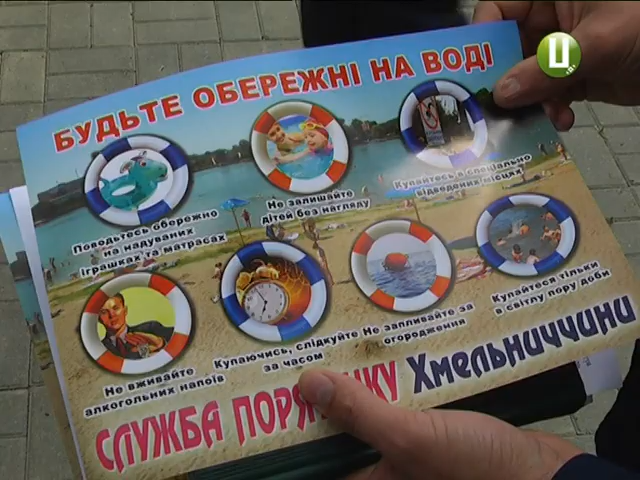 БУДЬТЕ ОБЕРЕЖНІ НА ВОДІ
Поводьтесь обережно
на надуваних
іграшках та матрасах
Не залишайте
дітей без нагляду
Купайтесь в спеціально
відведених місцях
Не вживайте
алкогольних напоїв
Купаючись, слідкуйте
за часом
Не запливайте за
огородження
Купайтеся тільки
в світлу пору доби
СЛУЖБА ПОРЯТУНКУ Хмельниччини
Ц